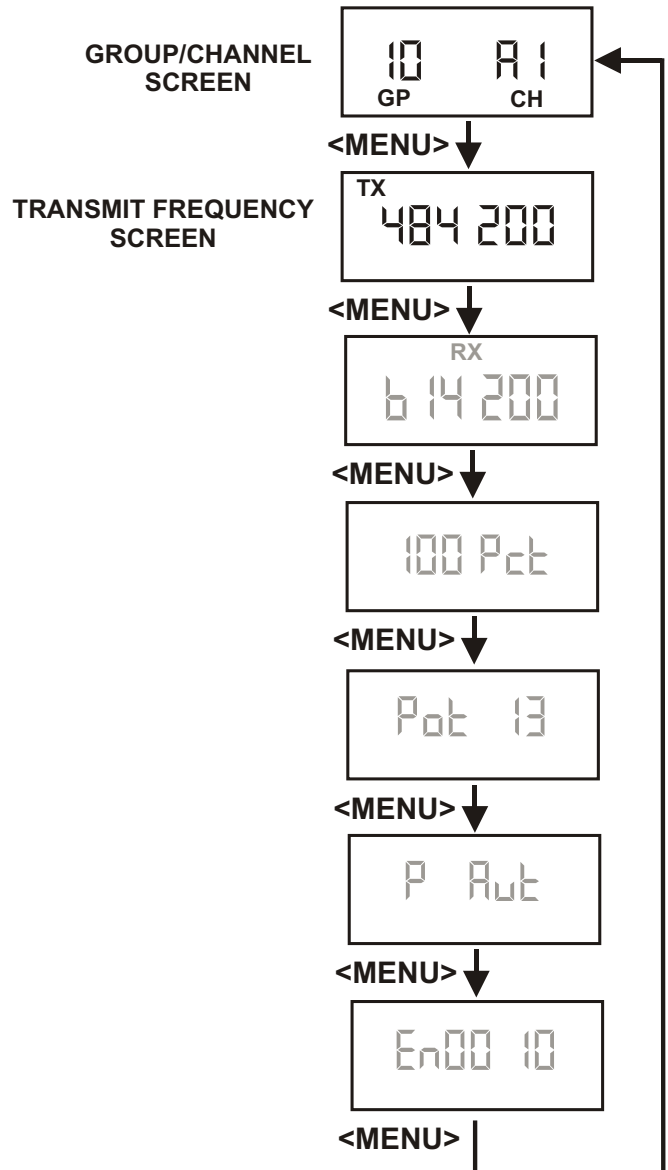 GROUP/CHANNEL
SCREEN
10 A1
GP CH
<MENU>
TRANSMIT FREQUENCY
SCREEN
TX
484 200
<MENU>
RX
614 200
<MENU>
100 Pct
<MENU>
Pot 13
<MENU>
P Aut
<MENU>
En00 10
<MENU>